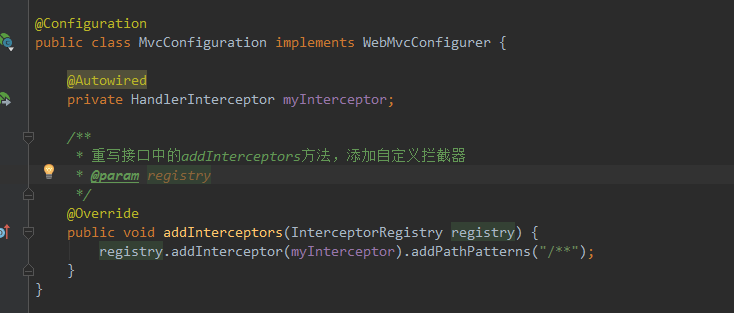 @Configuration
public class MvcConfiguration implements WebMvcConfigurer {
@Autowired
private HandlerInterceptor myInterceptor;
/**
* 重写接口中的addInterceptors方法，添加自定义拦截器
* @param registry
*/
@Override
public void addInterceptors(InterceptorRegistry registry) {
registry.addInterceptor(myInterceptor).addPathPatterns("/**");
}
}